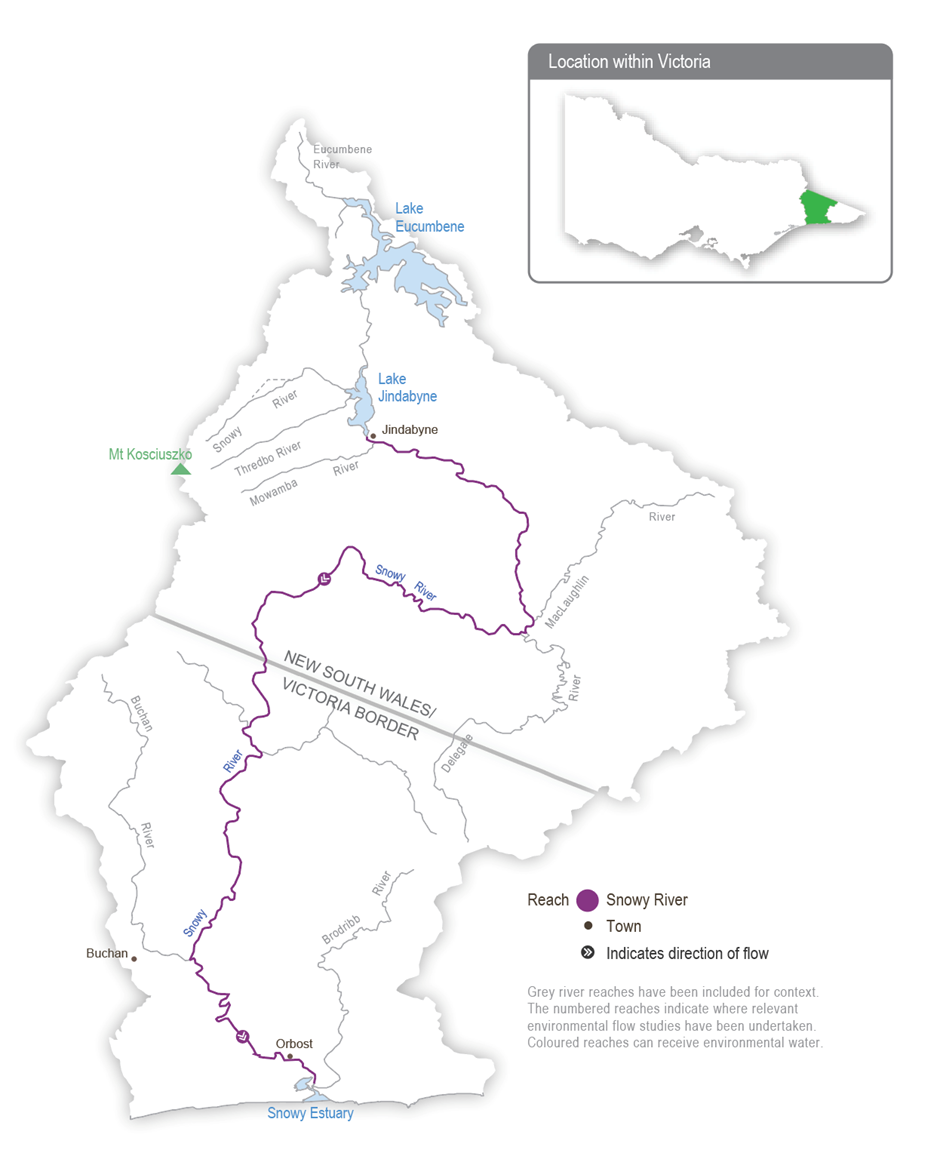 Location within Victoria
Eucumbene
River
Lake
Eucumbene
Lake
Jindabyne
Jindabyne
Snowy
River
Thredbo River
Mowamba
River
Mt Kosciuszko
River
MacLaughlin
Snowy
River
River
Delegate
NEW SOUTH WALES/
VICTORIA BORDER
Buchan
River
River
Snowy
Brodribb
River
Buchan
Orbost
Snowy Estuary
Reach
Snowy River
Town
Indicates direction of flow
Grey river reaches have been included for context.
The numbered reaches indicate where relevant
environmental flow studies have been undertaken.
Coloured reaches can receive environmental water.